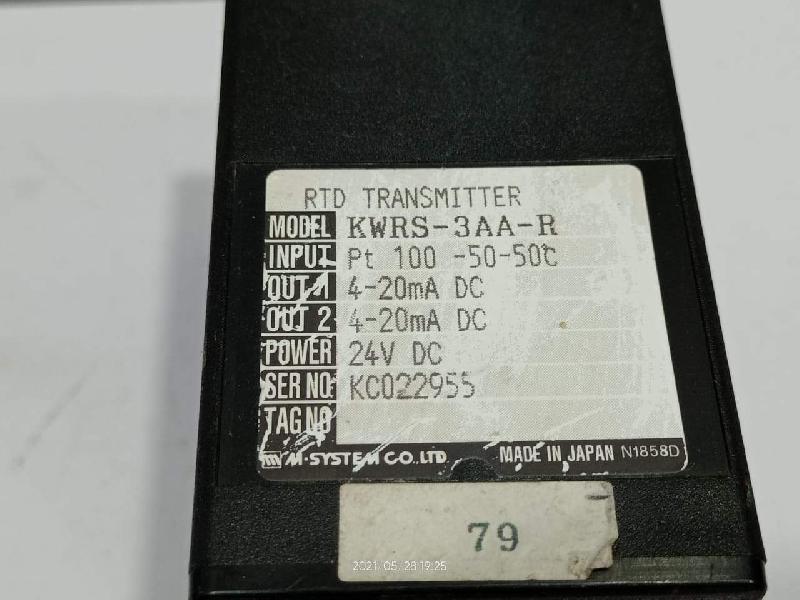 RTD TRANSMITTER
MODEL KWRS-3AA-R
INPUT Pt 100 -50-50℃
OUT 1 4-20mA DC
OUT 2 4-20mA DC
POWER 24V DC
SER NO KC022955
TAG NO
M-SYSTEM CO.,LTD. MADE IN JAPAN N1858D
79
2021.05.28 19:25